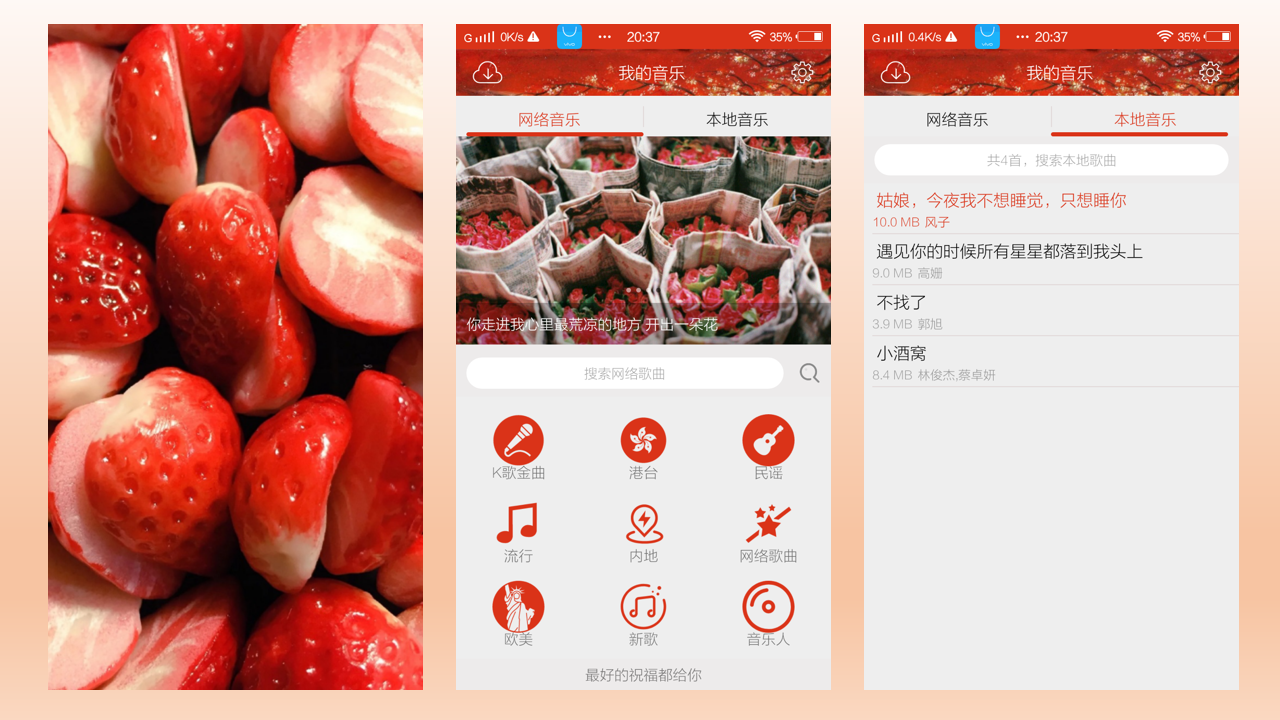 G 0K/s ··· 20:37 35%
我的音乐
网络音乐 本地音乐
你走进我心里最荒凉的地方 开出一朵花
搜索网络歌曲
K歌金曲 港台 民谣
流行 内地 网络歌曲
欧美 新歌 音乐人
最好的祝福都给你
G 0.4K/s ··· 20:37 35%
我的音乐
网络音乐 本地音乐
共4首，搜索本地歌曲
姑娘，今夜我不想睡觉，只想睡你
10.0 MB 风子
遇见你的时候所有星星都落到我头上
9.0 MB 高姗
不找了
3.9 MB 郭旭
小酒窝
8.4 MB 林俊杰,蔡卓妍